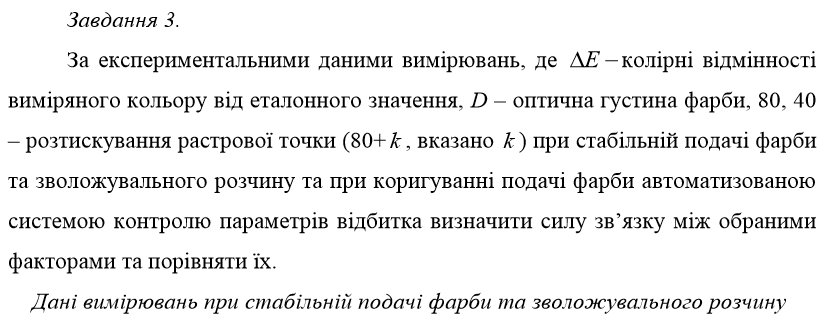 Завдання 3.
За експериментальними даними вимірювань, де ΔE – колірні відмінності
виміряного кольору від еталонного значення, D – оптична густина фарби, 80, 40
– розтискування растрової точки (80+ k , вказано k ) при стабільній подачі фарби
та зволожувального розчину та при коригуванні подачі фарби автоматизованою
системою контролю параметрів відбитка визначити силу зв’язку між обраними
факторами та порівняти їх.
Дані вимірювань при стабільній подачі фарби та зволожувального розчину